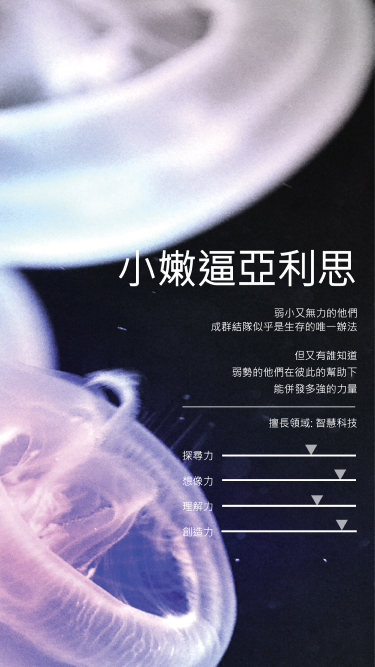 小嫩逼亞利思
弱小又無力的他們
成群結隊似乎是生存的唯一辦法
但又有誰知道
弱勢的他們在彼此的幫助下
能併發多強的力量
擅長領域: 智慧科技
探尋力
想像力
理解力
創造力